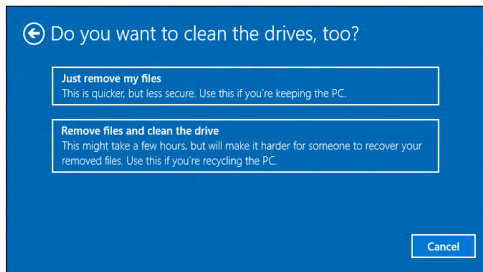 Do you want to clean the drives, too?
Just remove my files
This is quicker, but less secure. Use this if you're keeping the PC.
Remove files and clean the drive
This might take a few hours, but will make it harder for someone to recover your
removed files. Use this if you're recycling the PC.
Cancel